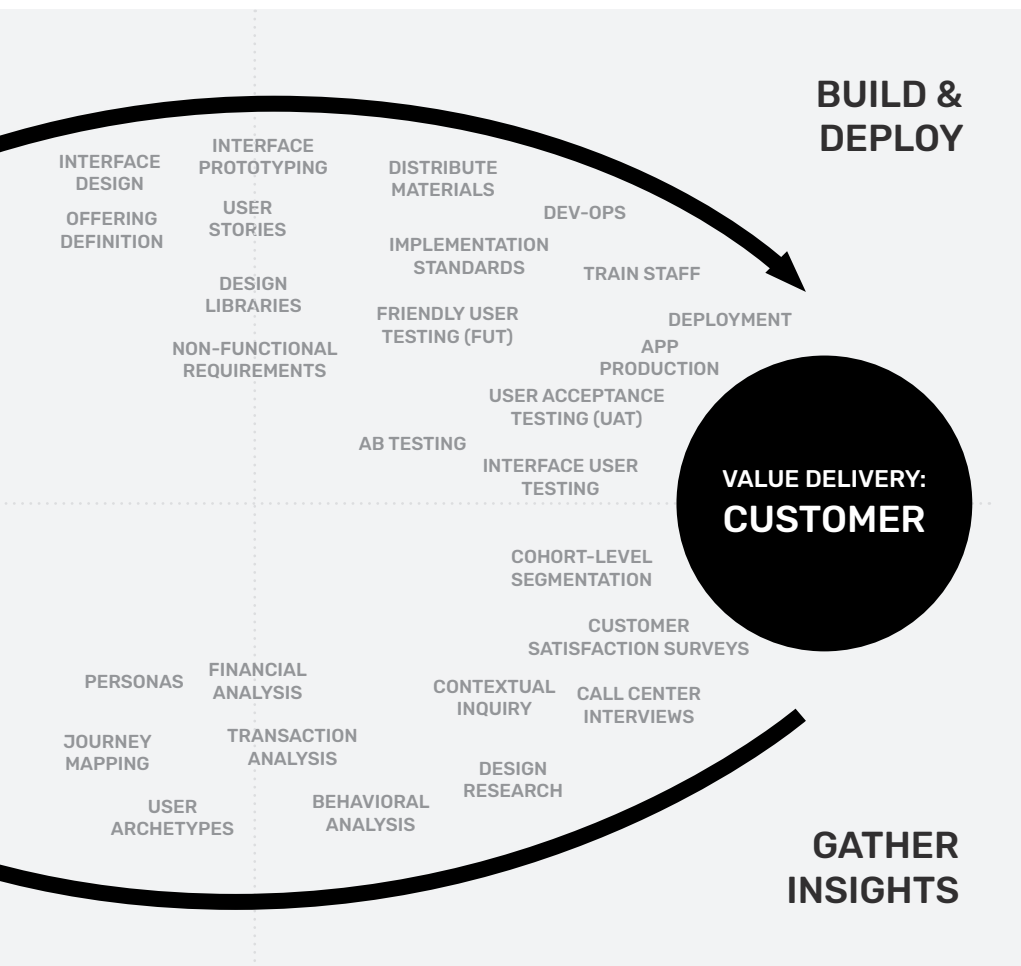 BUILD &
DEPLOY
INTERFACE
DESIGN
INTERFACE
PROTOTYPING
DISTRIBUTE
MATERIALS
OFFERING
DEFINITION
USER
STORIES
DEV-OPS
IMPLEMENTATION
STANDARDS
TRAIN STAFF
DESIGN
LIBRARIES
FRIENDLY USER
TESTING (FUT)
DEPLOYMENT
NON-FUNCTIONAL
REQUIREMENTS
APP
PRODUCTION
USER ACCEPTANCE
TESTING (UAT)
AB TESTING
INTERFACE USER
TESTING
VALUE DELIVERY:
CUSTOMER
COHORT-LEVEL
SEGMENTATION
CUSTOMER
SATISFACTION SURVEYS
PERSONAS
FINANCIAL
ANALYSIS
CONTEXTUAL
INQUIRY
CALL CENTER
INTERVIEWS
JOURNEY
MAPPING
TRANSACTION
ANALYSIS
DESIGN
RESEARCH
USER
ARCHETYPES
BEHAVIORAL
ANALYSIS
GATHER
INSIGHTS